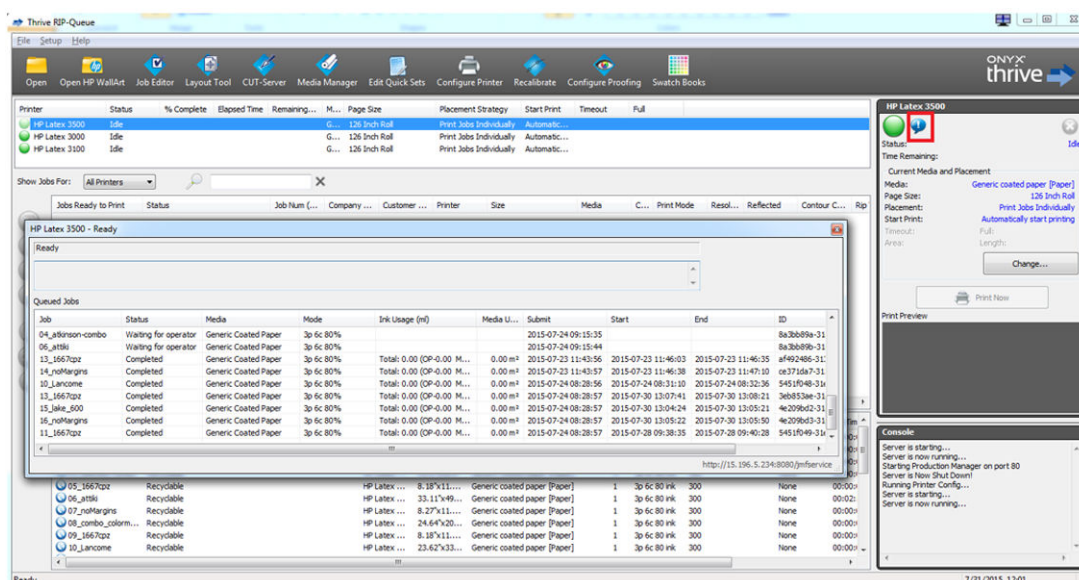 Thrive RIP-Queue
File Setup Help
Open Open HP WallArt Job Editor Layout Tool CUT-Server Media Manager Edit Quick Sets Configure Printer Recalibrate Configure Proofing Swatch Books
ONYX
thrive
Printer Status % Complete Elapsed Time Remaining... M... Page Size Placement Strategy Start Print Timeout Full
HP Latex 3500 Idle G... 126 Inch Roll Print Jobs Individually Automatic...
HP Latex 3000 Idle G... 126 Inch Roll Print Jobs Individually Automatic...
HP Latex 3100 Idle G... 126 Inch Roll Print Jobs Individually Automatic...
Show Jobs For: All Printers
Jobs Ready to Print Status Job Num (... Company ... Customer ... Printer Size Media C... Print Mode Resol... Reflected Contour C... Rip
HP Latex 3500 - Ready
Ready
Queued Jobs
Job Status Media Mode Ink Usage (ml) Media U... Submit Start End ID
04_atkinson-combo Waiting for operator Generic Coated Paper 3p 6c 80% 2015-07-24 09:15:35 8a3bb89a-31
06_attiki Waiting for operator Generic Coated Paper 3p 6c 80% 2015-07-24 09:15:44 8a3bb89b-31
13_1667cpz Completed Generic Coated Paper 3p 6c 80% Total: 0.00 (OP-0.00 M... 0.00 m² 2015-07-23 11:43:56 2015-07-23 11:46:03 2015-07-23 11:46:35 af492486-31
14_noMargins Completed Generic Coated Paper 3p 6c 80% Total: 0.00 (OP-0.00 M... 0.00 m² 2015-07-23 11:43:57 2015-07-23 11:46:38 2015-07-23 11:47:10 ce371da7-31
10_Lancome Completed Generic Coated Paper 3p 6c 80% Total: 0.00 (OP-0.00 M... 0.00 m² 2015-07-24 08:28:56 2015-07-24 08:31:10 2015-07-24 08:32:36 5451f048-31
13_1667cpz Completed Generic Coated Paper 3p 6c 80% Total: 0.00 (OP-0.00 M... 0.00 m² 2015-07-24 08:28:57 2015-07-30 13:07:41 2015-07-30 13:08:21 3eb853ae-31
15_lake_600 Completed Generic Coated Paper 3p 6c 80% Total: 0.00 (OP-0.00 M... 0.00 m² 2015-07-24 08:28:57 2015-07-30 13:04:24 2015-07-30 13:05:21 4e209bd2-31
16_noMargins Completed Generic Coated Paper 3p 6c 80% Total: 0.00 (OP-0.00 M... 0.00 m² 2015-07-24 08:28:57 2015-07-30 13:05:22 2015-07-30 13:05:50 4e209bd3-31
11_1667cpz Completed Generic Coated Paper 3p 6c 80% Total: 0.00 (OP-0.00 M... 0.00 m² 2015-07-24 08:28:57 2015-07-28 09:38:35 2015-07-28 09:40:28 5451f049-31
http://15.196.5.234:8080/jmfservice
05_1667cpz Recyclable HP Latex ... 8.18"x11.... Generic coated paper [Paper] 1 3p 6c 80 ink 300 None 00:00:
06_attiki Recyclable HP Latex ... 33.11"x49... Generic coated paper [Paper] 1 3p 6c 80 ink 300 None 00:02:
07_noMargins Recyclable HP Latex ... 8.27"x11.... Generic coated paper [Paper] 1 3p 6c 80 ink 300 None 00:00:
08_combo_colorm... Recyclable HP Latex ... 24.64"x20... Generic coated paper [Paper] 1 3p 6c 80 ink 300 None 00:00:
09_1667cpz Recyclable HP Latex ... 8.18"x11.... Generic coated paper [Paper] 1 3p 6c 80 ink 300 None 00:00:
10_Lancome Recyclable HP Latex ... 23.62"x33... Generic coated paper [Paper] 1 3p 6c 80 ink 300 None 00:00:
Ready
HP Latex 3500
Status: Idle
Time Remaining:
Current Media and Placement
Media: Generic coated paper [Paper]
Page Size: 126 Inch Roll
Placement: Print Jobs Individually
Start Print: Automatically start printing
Timeout: Full:
Area: Length:
Change...
Print Now
Print Preview
Console
Server is starting...
Server is now running...
Starting Production Manager on port 80
Server is Now Shut Down!
Running Printer Config...
Server is starting...
Server is now running...
7/31/2015 12:01